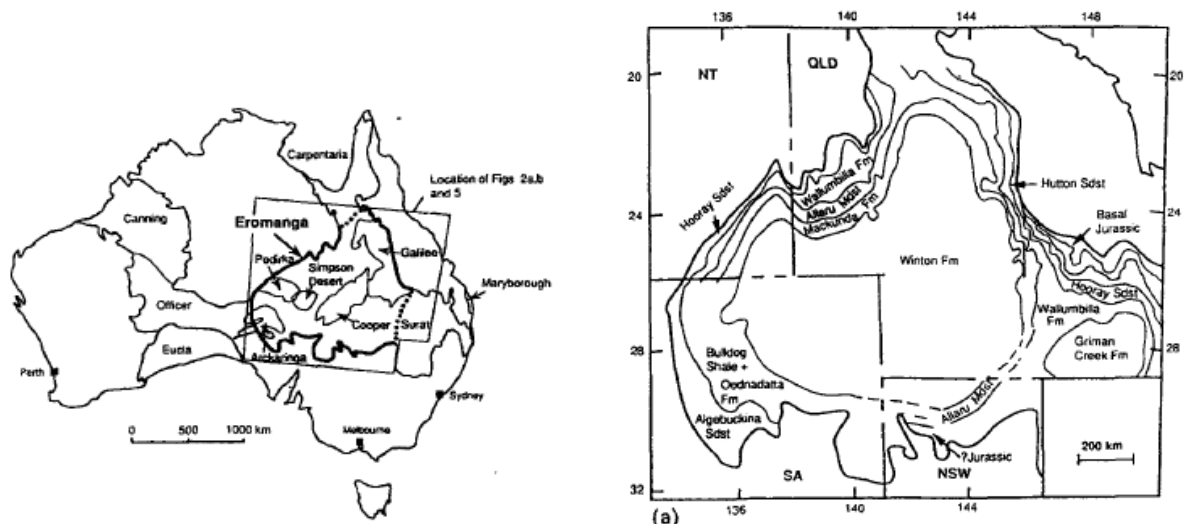 Carpentaria
Location of Figs 2a,b
and 5
Canning
Eromanga
Galilee
Pedirka
Simpson
Desert
Maryborough
Officer
Cooper
Surat
Eucla
Arckaringa
Perth
Sydney
Melbourne
0 500 1000 km
136 140 144 148
20 20
NT
QLD
Wallumbilla Fm
Allaru Mdst
Mackunda Fm
Hooray Sdst
Hutton Sdst
24 24
Basal
Jurassic
Winton Fm
Hooray Sdst
Wallumbilla
Fm
Griman
Creek Fm
28 28
Bulldog
Shale +
Oodnadatta
Fm
Algebuckina
Sdst
Allaru Mdst
?Jurassic
200 km
SA
NSW
32
136 140 144
(a)